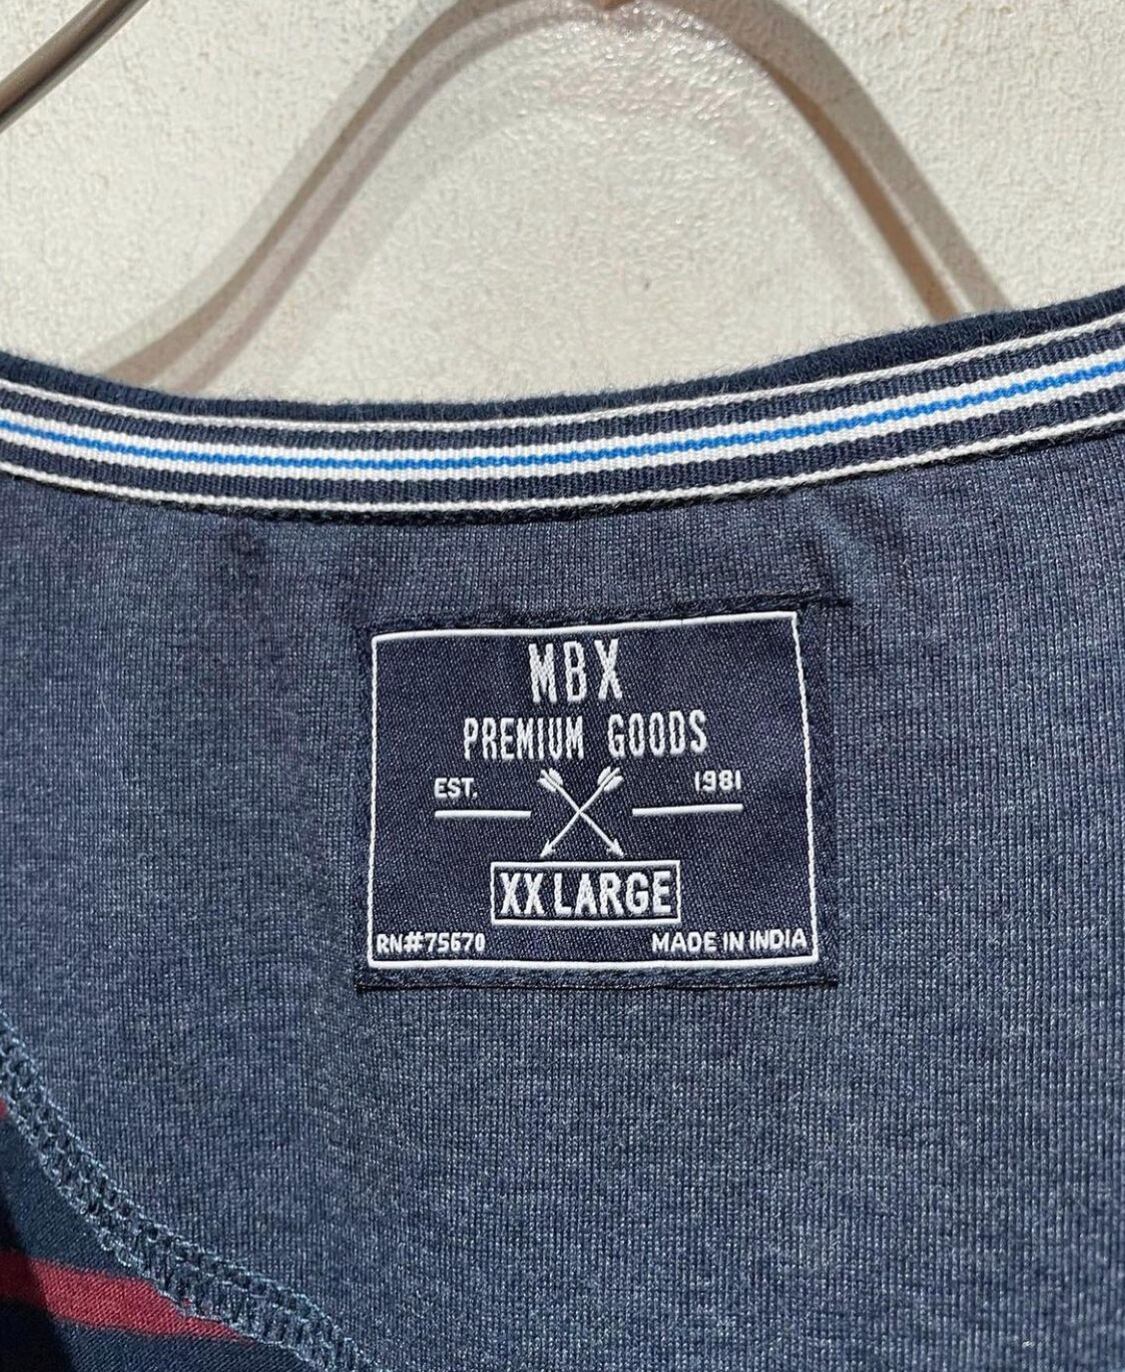 MBX
PREMIUM GOODS
EST. 1981
XX LARGE
RN#75670 MADE IN INDIA